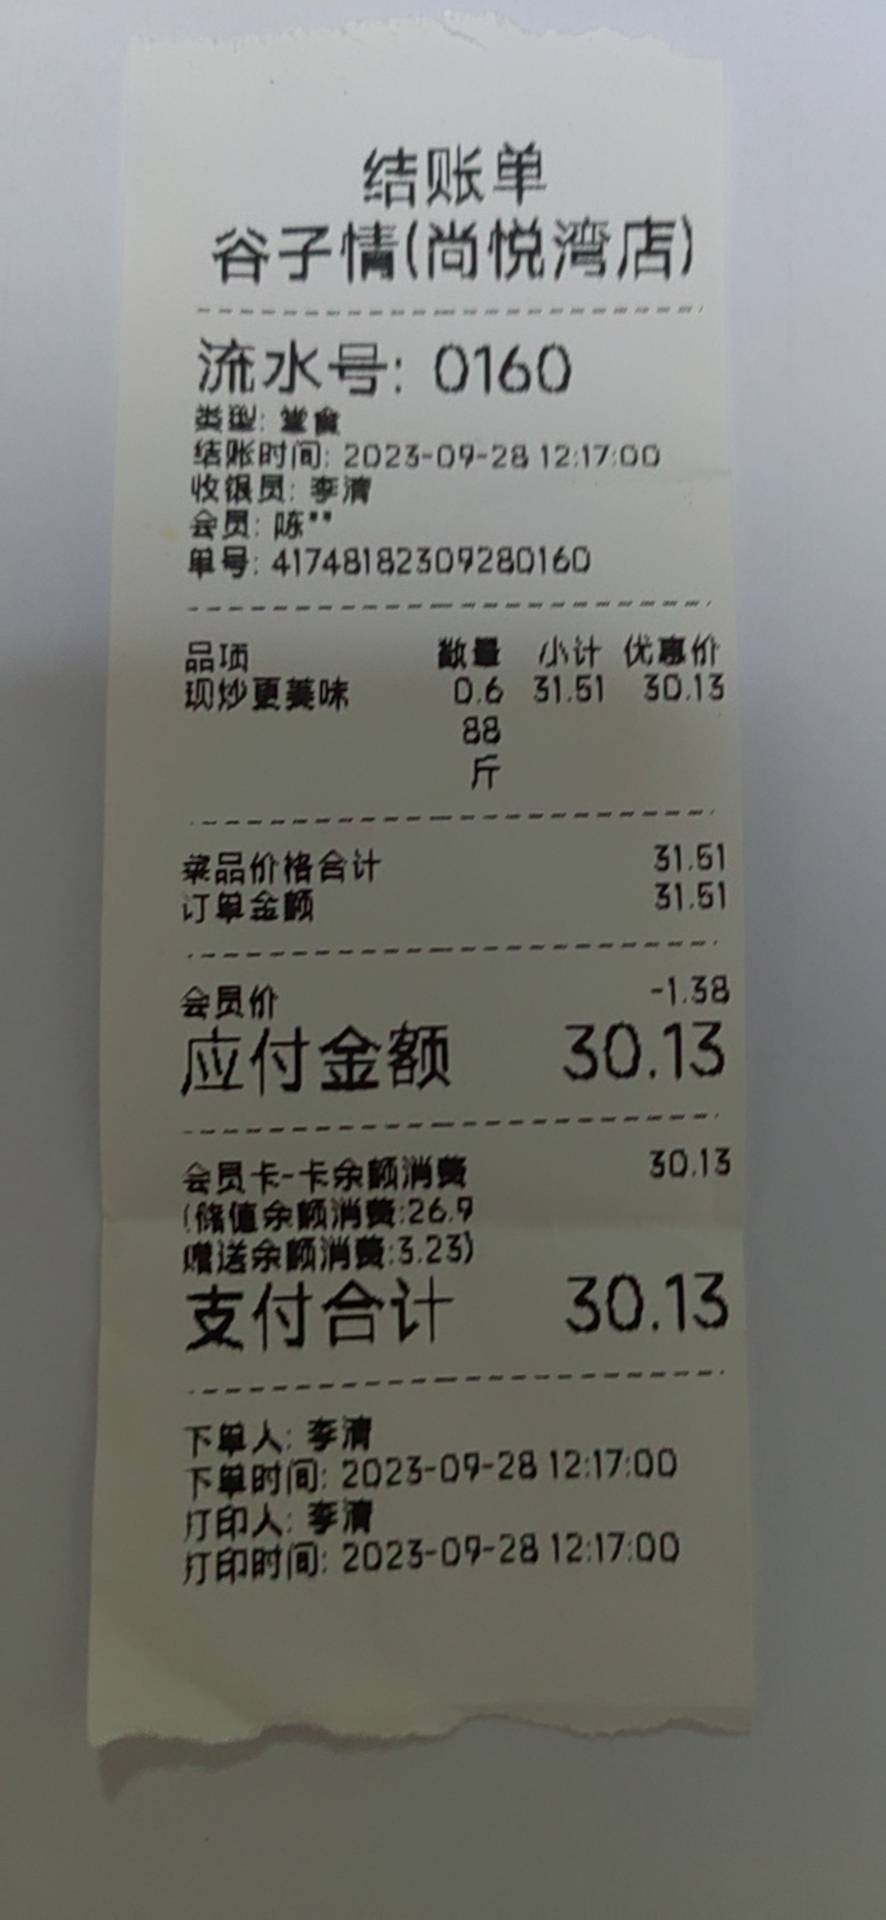 结账单
谷子情(尚悦湾店)
流水号: 0160
类型: 堂食
结账时间: 2023-09-28 12:17:00
收银员: 李清
会员: 陈**
单号: 41748182309280160
品项 数量 小计 优惠价
现炒更美味 0.6 31.51 30.13
88
斤
菜品价格合计 31.51
订单金额 31.51
会员价 -1.38
应付金额 30.13
会员卡-卡余额消费 30.13
(储值余额消费:26.9
赠送余额消费:3.23)
支付合计 30.13
下单人: 李清
下单时间: 2023-09-28 12:17:00
打印人: 李清
打印时间: 2023-09-28 12:17:00